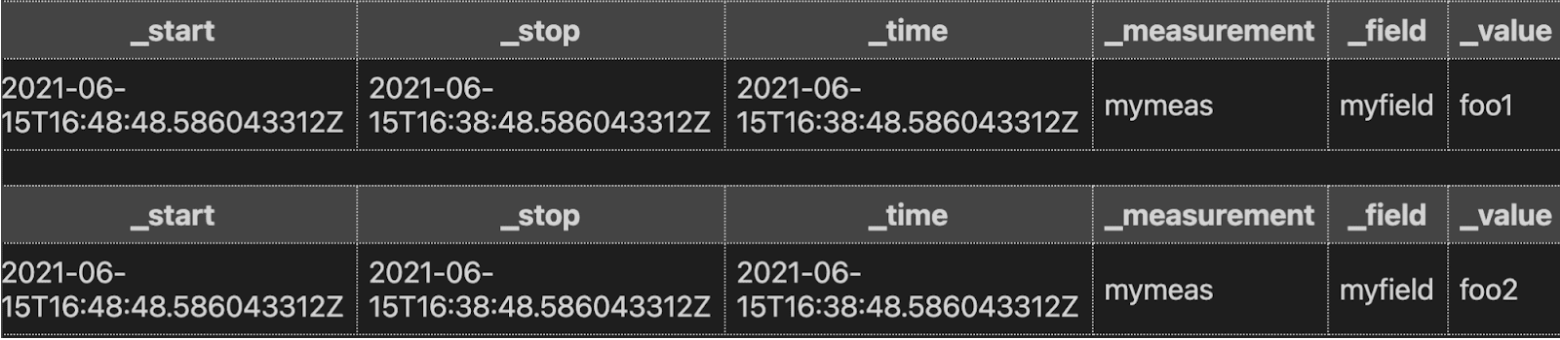 _start _stop _time _measurement _field _value
2021-06- 2021-06- 2021-06-
15T16:48:48.586043312Z 15T16:38:48.586043312Z 15T16:38:48.586043312Z mymeas myfield foo1
_start _stop _time _measurement _field _value
2021-06- 2021-06- 2021-06-
15T16:48:48.586043312Z 15T16:38:48.586043312Z 15T16:38:48.586043312Z mymeas myfield foo2